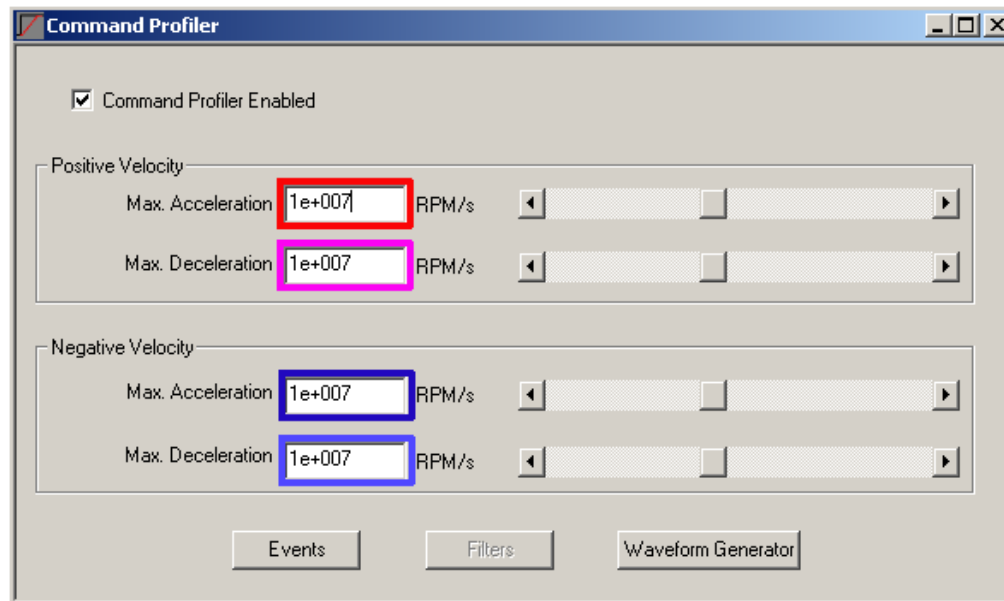 Command Profiler
Command Profiler Enabled
Positive Velocity
Max. Acceleration 1e+007 RPM/s
Max. Deceleration 1e+007 RPM/s
Negative Velocity
Max. Acceleration 1e+007 RPM/s
Max. Deceleration 1e+007 RPM/s
Events Filters Waveform Generator